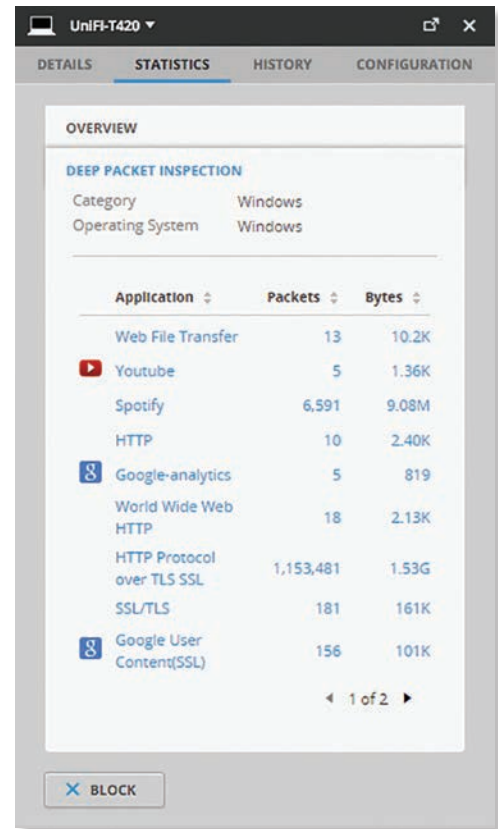 UniFi-T420
DETAILS STATISTICS HISTORY CONFIGURATION
OVERVIEW
DEEP PACKET INSPECTION
Category Windows
Operating System Windows
Application Packets Bytes
Web File Transfer 13 10.2K
Youtube 5 1.36K
Spotify 6,591 9.08M
HTTP 10 2.40K
8 Google-analytics 5 819
World Wide Web
HTTP 18 2.13K
HTTP Protocol
over TLS SSL 1,153,481 1.53G
SSL/TLS 181 161K
8 Google User
Content(SSL) 156 101K
1 of 2
BLOCK